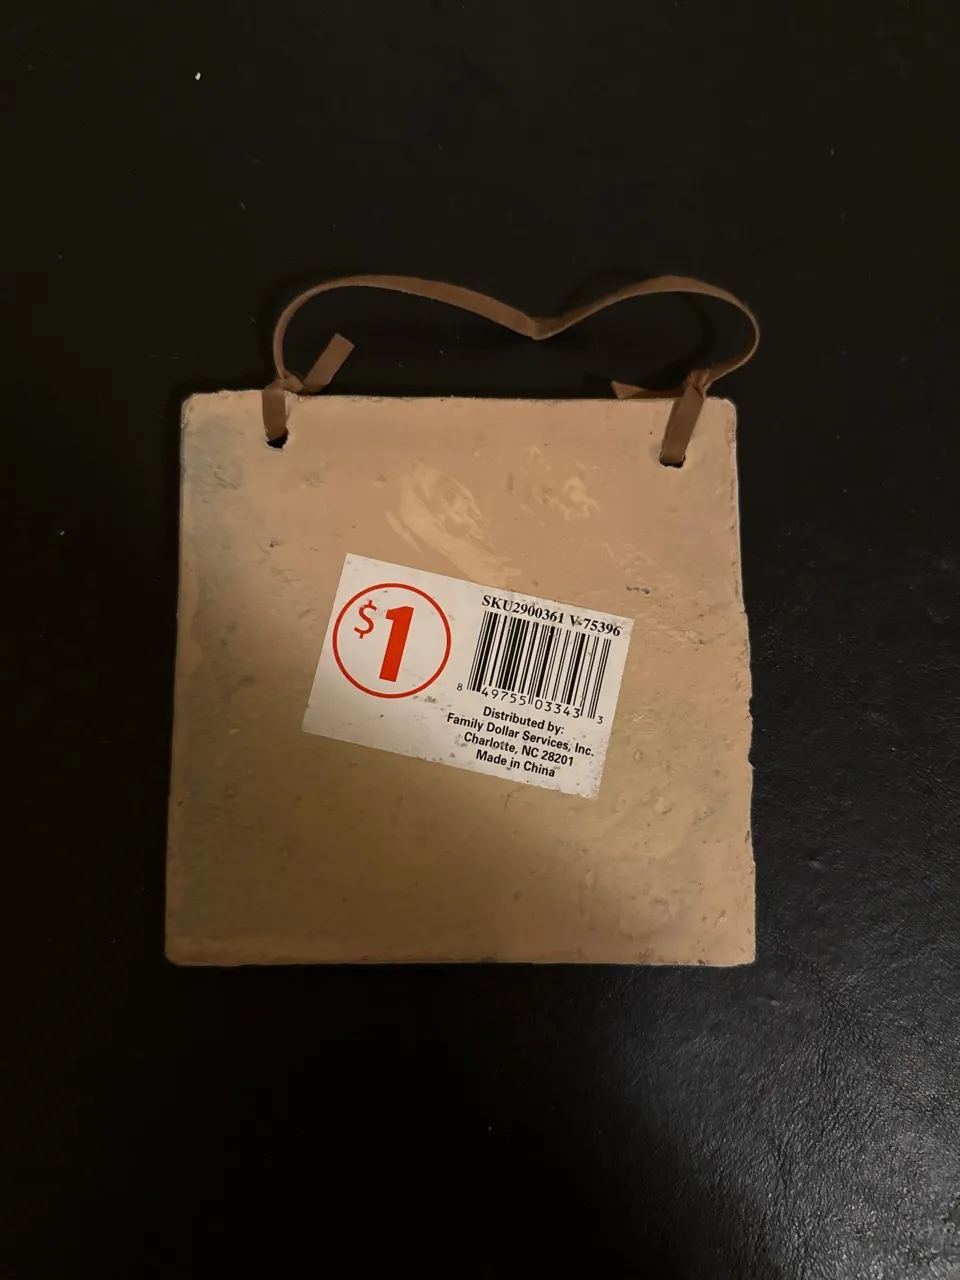 $1
SKU2900361 V-75396
8 49755 03343 3
Distributed by:
Family Dollar Services, Inc.
Charlotte, NC 28201
Made in China